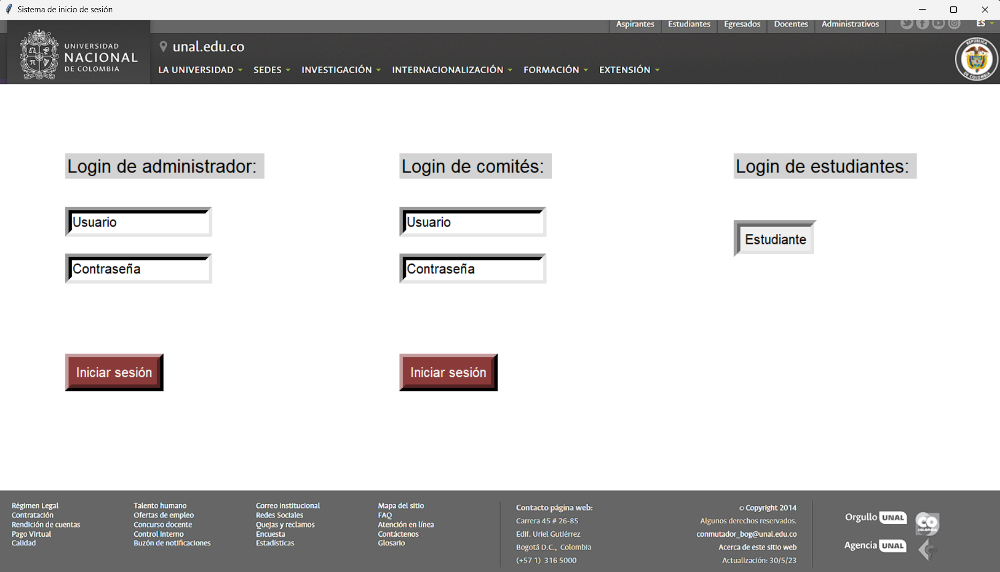 Sistema de inicio de sesión
Aspirantes Estudiantes Egresados Docentes Administrativos ES
UNIVERSIDAD
NACIONAL
DE COLOMBIA
unal.edu.co
LA UNIVERSIDAD SEDES INVESTIGACIÓN INTERNACIONALIZACIÓN FORMACIÓN EXTENSIÓN
REPÚBLICA
DE COLOMBIA
Login de administrador:
Usuario
Contraseña
Iniciar sesión
Login de comités:
Usuario
Contraseña
Iniciar sesión
Login de estudiantes:
Estudiante
Régimen Legal
Contratación
Rendición de cuentas
Pago Virtual
Calidad
Talento humano
Ofertas de empleo
Concurso docente
Control Interno
Buzón de notificaciones
Correo institucional
Redes Sociales
Quejas y reclamos
Encuesta
Estadísticas
Mapa del sitio
FAQ
Atención en línea
Contáctenos
Glosario
Contacto página web:
Carrera 45 # 26-85
Edif. Uriel Gutiérrez
Bogotá D.C., Colombia
(+57 1) 316 5000
© Copyright 2014
Algunos derechos reservados.
conmutador_bog@unal.edu.co
Acerca de este sitio web
Actualización: 30/5/23
Orgullo UNAL
Agencia UNAL
CO
COLOMBIA